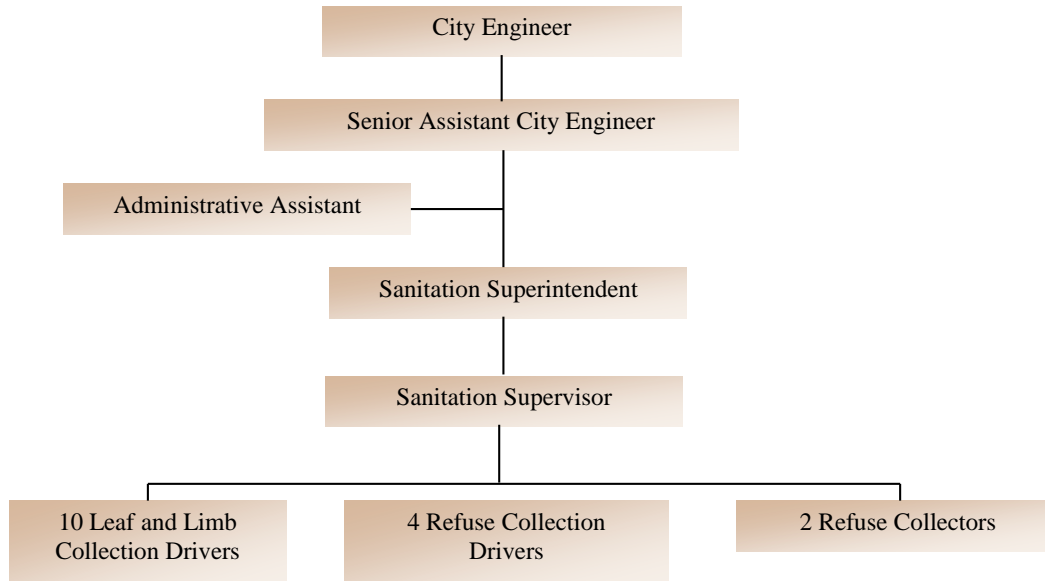 City Engineer
Senior Assistant City Engineer
Administrative Assistant
Sanitation Superintendent
Sanitation Supervisor
10 Leaf and Limb
Collection Drivers
4 Refuse Collection
Drivers
2 Refuse Collectors